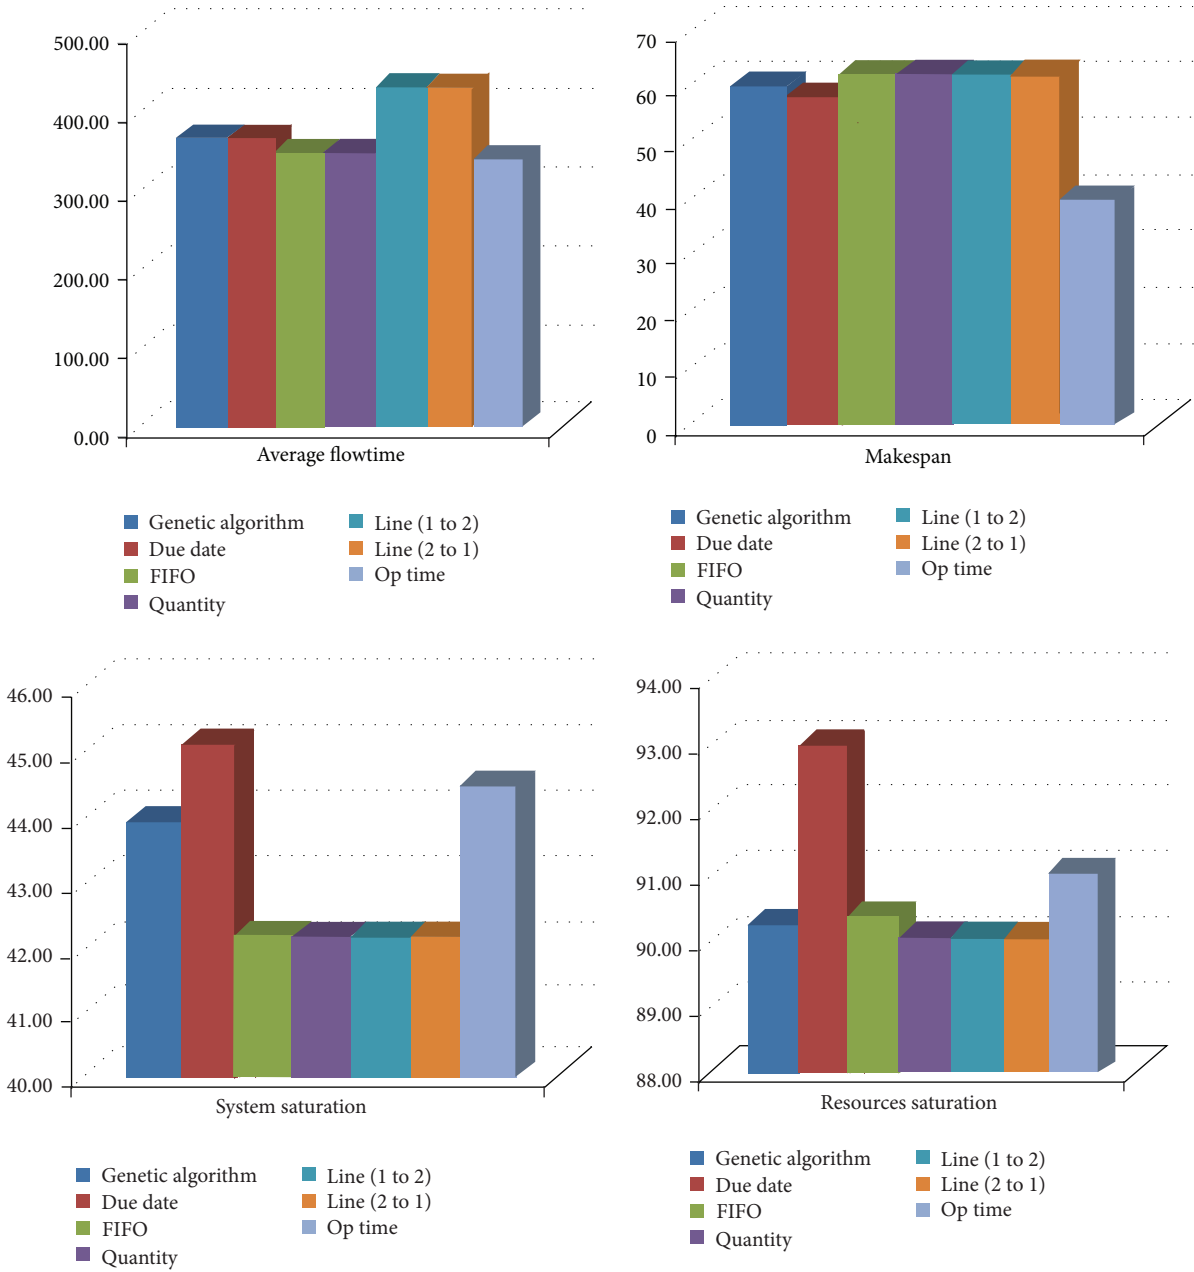 500.00
400.00
300.00
200.00
100.00
0.00
Average flowtime
Genetic algorithm
Due date
FIFO
Quantity
Line (1 to 2)
Line (2 to 1)
Op time
70
60
50
40
30
20
10
0
Makespan
Genetic algorithm
Due date
FIFO
Quantity
Line (1 to 2)
Line (2 to 1)
Op time
46.00
45.00
44.00
43.00
42.00
41.00
40.00
System saturation
Genetic algorithm
Due date
FIFO
Quantity
Line (1 to 2)
Line (2 to 1)
Op time
94.00
93.00
92.00
91.00
90.00
89.00
88.00
Resources saturation
Genetic algorithm
Due date
FIFO
Quantity
Line (1 to 2)
Line (2 to 1)
Op time